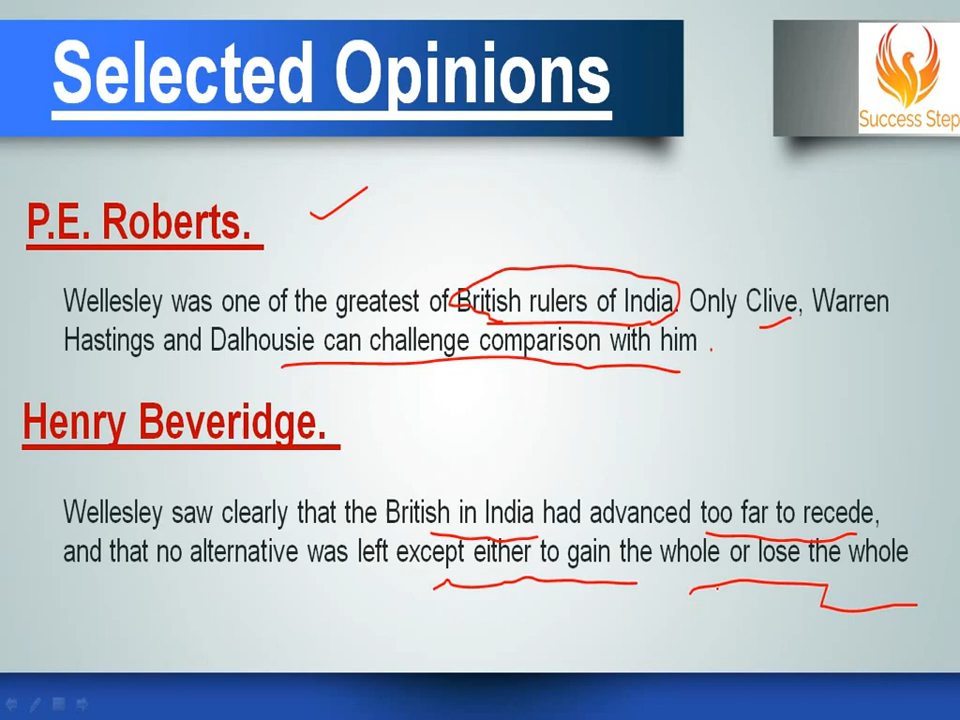 Selected Opinions
Success Step
P.E. Roberts.
Wellesley was one of the greatest of British rulers of India. Only Clive, Warren
Hastings and Dalhousie can challenge comparison with him .
Henry Beveridge.
Wellesley saw clearly that the British in India had advanced too far to recede,
and that no alternative was left except either to gain the whole or lose the whole